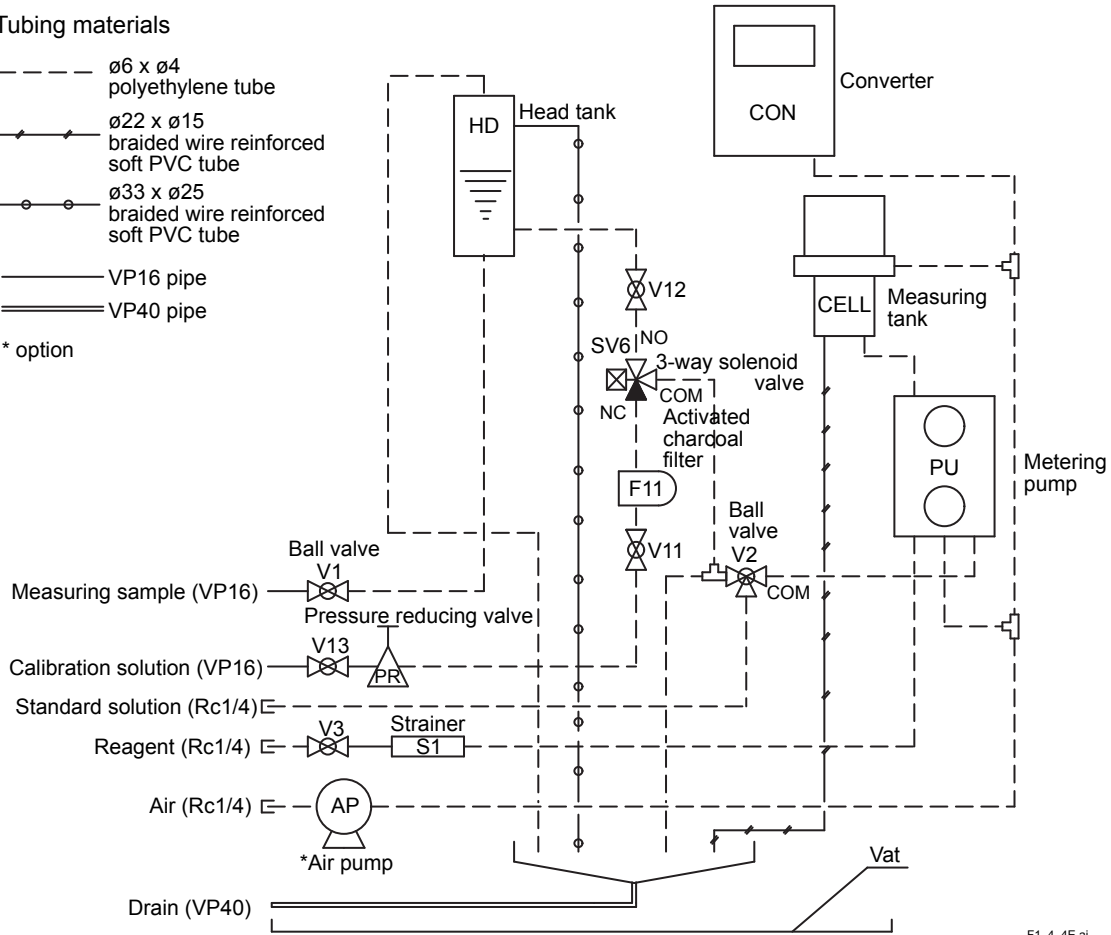 Tubing materials
ø6 x ø4
polyethylene tube
ø22 x ø15
braided wire reinforced
soft PVC tube
ø33 x ø25
braided wire reinforced
soft PVC tube
VP16 pipe
VP40 pipe
* option
HD
Head tank
CON
Converter
V12
NO
SV6
3-way solenoid
valve
COM
NC
Activated
charcoal
filter
F11
V11
CELL
Measuring
tank
PU
Metering
pump
Ball
valve
V2
COM
Ball valve
V1
Measuring sample (VP16)
Pressure reducing valve
V13
PR
Calibration solution (VP16)
Standard solution (Rc1/4)
V3
Strainer
S1
Reagent (Rc1/4)
Air (Rc1/4)
AP
*Air pump
Vat
Drain (VP40)
F1-4_4E.ai